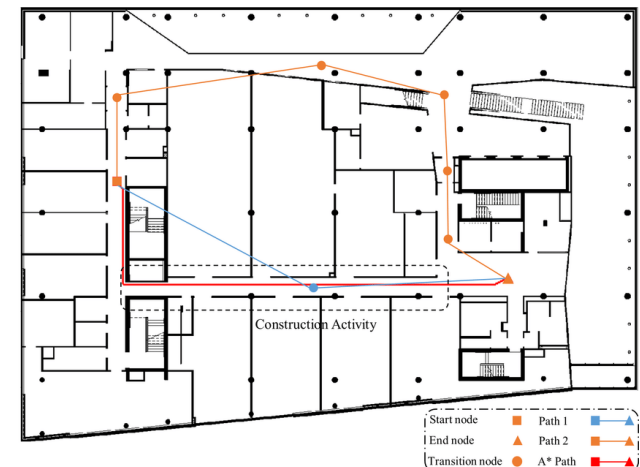 Construction Activity
Start node Path 1
End node Path 2
Transition node A* Path